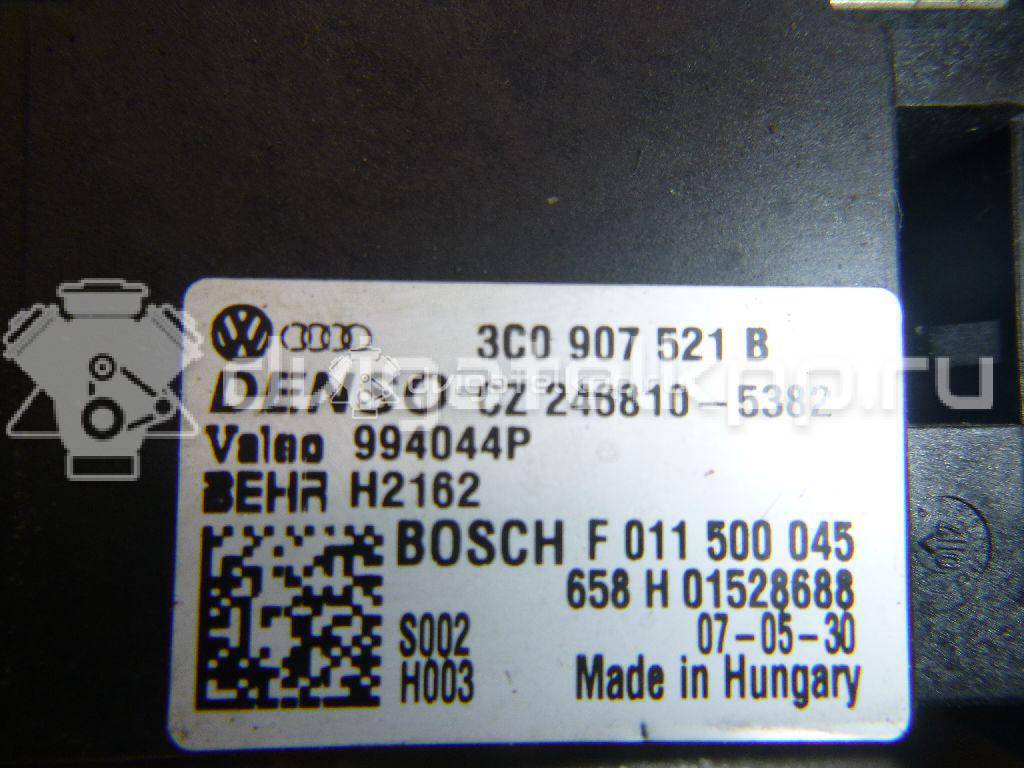 3C0 907 521 B
DENSO CZ 246810-5382
Valeo 994044P
BEHR H2162
BOSCH F 011 500 045
658 H 01528688
S002 07-05-30
H003 Made in Hungary